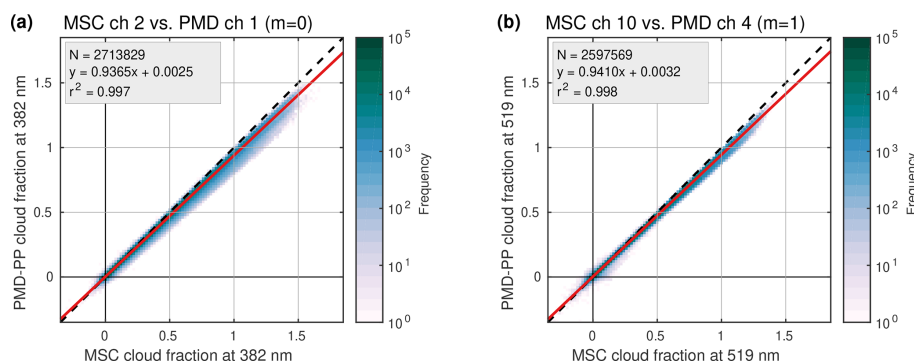 (a) MSC ch 2 vs. PMD ch 1 (m=0)
N = 2713829
y = 0.9365x + 0.0025
r² = 0.997
PMD-PP cloud fraction at 382 nm
1.5
1
0.5
0
0
0.5
1
1.5
MSC cloud fraction at 382 nm
10⁵
10⁴
10³
10²
10¹
10⁰
Frequency
(b) MSC ch 10 vs. PMD ch 4 (m=1)
N = 2597569
y = 0.9410x + 0.0032
r² = 0.998
PMD-PP cloud fraction at 519 nm
1.5
1
0.5
0
0
0.5
1
1.5
MSC cloud fraction at 519 nm
10⁵
10⁴
10³
10²
10¹
10⁰
Frequency